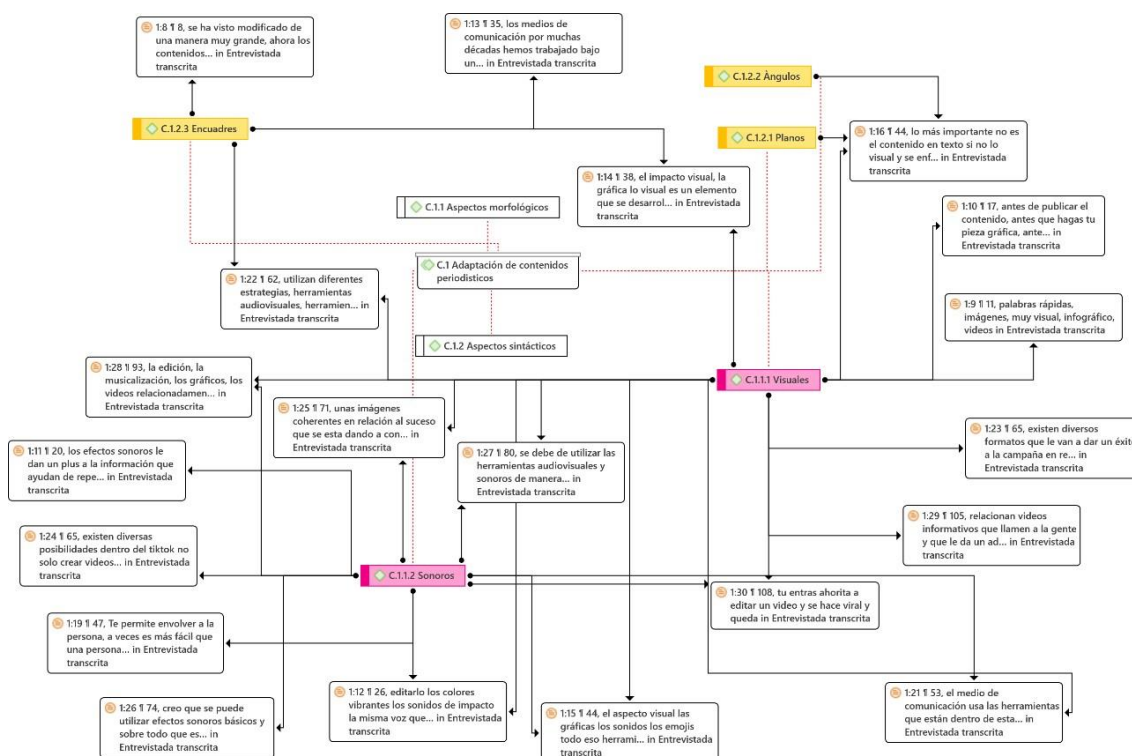 1:8 ¶ 8, se ha visto modificado de
una manera muy grande, ahora los
contenidos... in Entrevistada
transcrita
1:13 ¶ 35, los medios de
comunicación por muchas
décadas hemos trabajado bajo
un... in Entrevistada transcrita
C.1.2.2 Àngulos
C.1.2.3 Encuadres
C.1.2.1 Planos
1:16 ¶ 44, lo más importante no es
el contenido en texto si no lo
visual y se enf... in Entrevistada
transcrita
1:14 ¶ 38, el impacto visual, la
gráfica lo visual es un elemento
que se desarrol... in Entrevistada
transcrita
C.1.1 Aspectos morfológicos
1:10 ¶ 17, antes de publicar el
contenido, antes que hagas tu
pieza gráfica, ante... in
Entrevistada transcrita
C.1 Adaptación de contenidos
periodisticos
1:22 ¶ 62, utilizan diferentes
estrategias, herramientas
audiovisuales, herramien... in
Entrevistada transcrita
1:9 ¶ 11, palabras rápidas,
imágenes, muy visual, infográfico,
videos in Entrevistada transcrita
C.1.2 Aspectos sintácticos
1:28 ¶ 93, la edición, la
musicalización, los gráficos, los
videos relacionadamen... in
Entrevistada transcrita
C.1.1.1 Visuales
1:25 ¶ 71, unas imágenes
coherentes en relación al suceso
que se esta dando a con... in
Entrevistada transcrita
1:23 ¶ 65, existen diversos
formatos que le van a dar un éxito
a la campaña en re... in
Entrevistada transcrita
1:11 ¶ 20, los efectos sonoros le
dan un plus a la información que
ayudan de repe... in Entrevistada
transcrita
1:27 ¶ 80, se debe de utilizar las
herramientas audiovisuales y
sonoros de manera... in
Entrevistada transcrita
1:29 ¶ 105, relacionan videos
informativos que llamen a la gente
y que le da un ad... in Entrevistada
transcrita
1:24 ¶ 65, existen diversas
posibilidades dentro del tiktok no
solo crear videos... in Entrevistada
transcrita
C.1.1.2 Sonoros
1:30 ¶ 108, tu entras ahorita a
editar un video y se hace viral y
queda in Entrevistada transcrita
1:19 ¶ 47, Te permite envolver a la
persona, a veces es más fácil que
una persona... in Entrevistada
transcrita
1:12 ¶ 26, editarlo los colores
vibrantes los sonidos de impacto
la misma voz que... in Entrevistada
transcrita
1:21 ¶ 53, el medio de
comunicación usa las herramientas
que están dentro de esta... in
Entrevistada transcrita
1:26 ¶ 74, creo que se puede
utilizar efectos sonoros básicos y
sobre todo que es... in
Entrevistada transcrita
1:15 ¶ 44, el aspecto visual las
gráficas los sonidos los emojis
todo eso herrami... in Entrevistada
transcrita